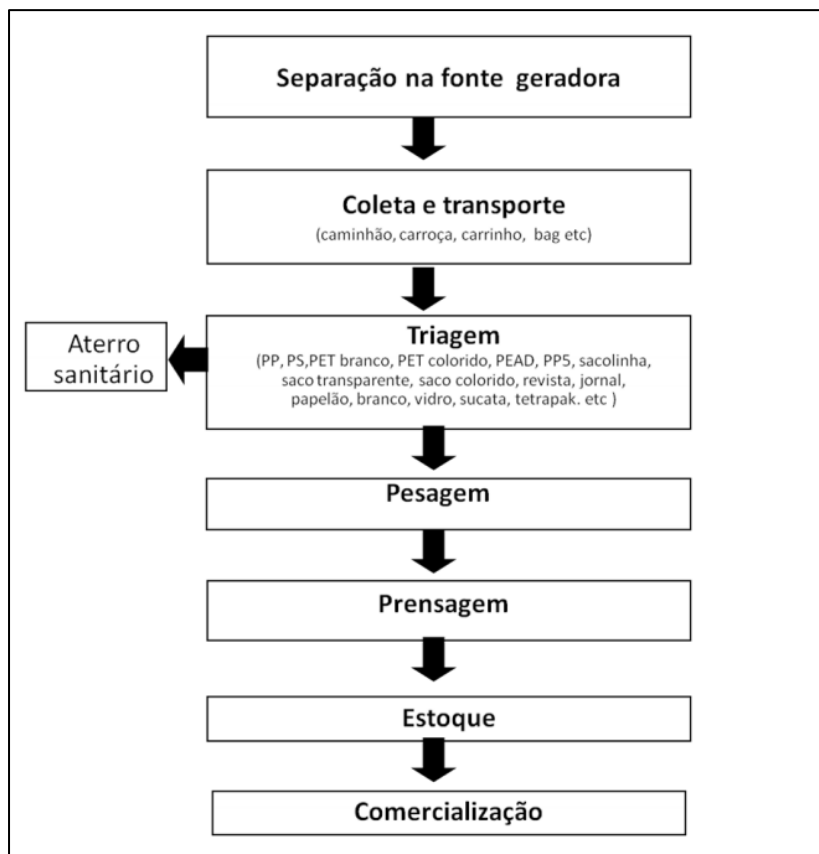 Separação na fonte geradora
Coleta e transporte
(caminhão, carroça, carrinho, bag etc)
Aterro
sanitário
Triagem
(PP, PS,PET branco, PET colorido, PEAD, PP5, sacolinha,
saco transparente, saco colorido, revista, jornal,
papelão, branco, vidro, sucata, tetrapak. etc )
Pesagem
Prensagem
Estoque
Comercialização